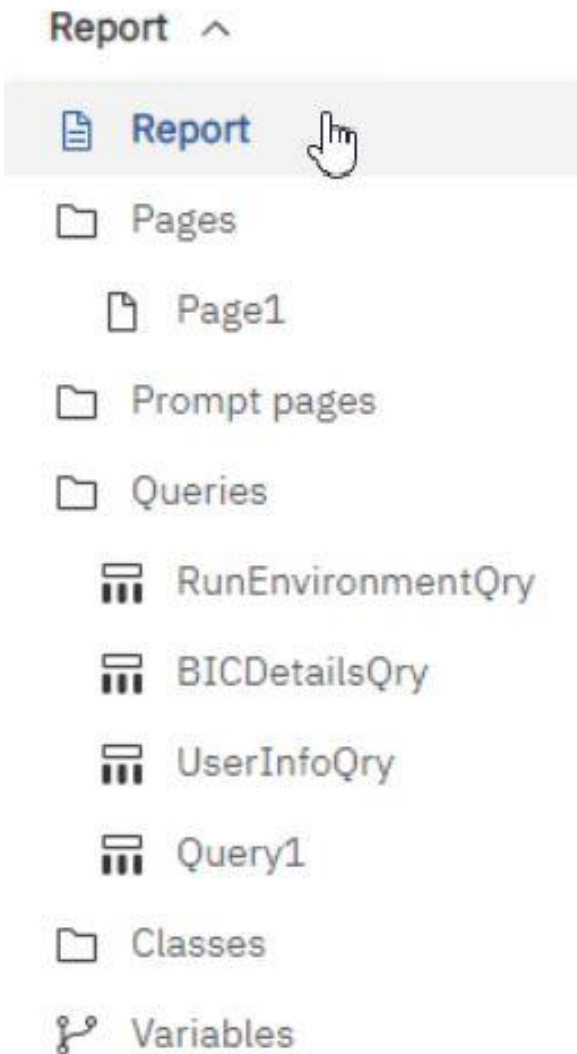 Report
Report
Pages
Page1
Prompt pages
Queries
RunEnvironmentQry
BICDetailsQry
UserInfoQry
Query1
Classes
Variables